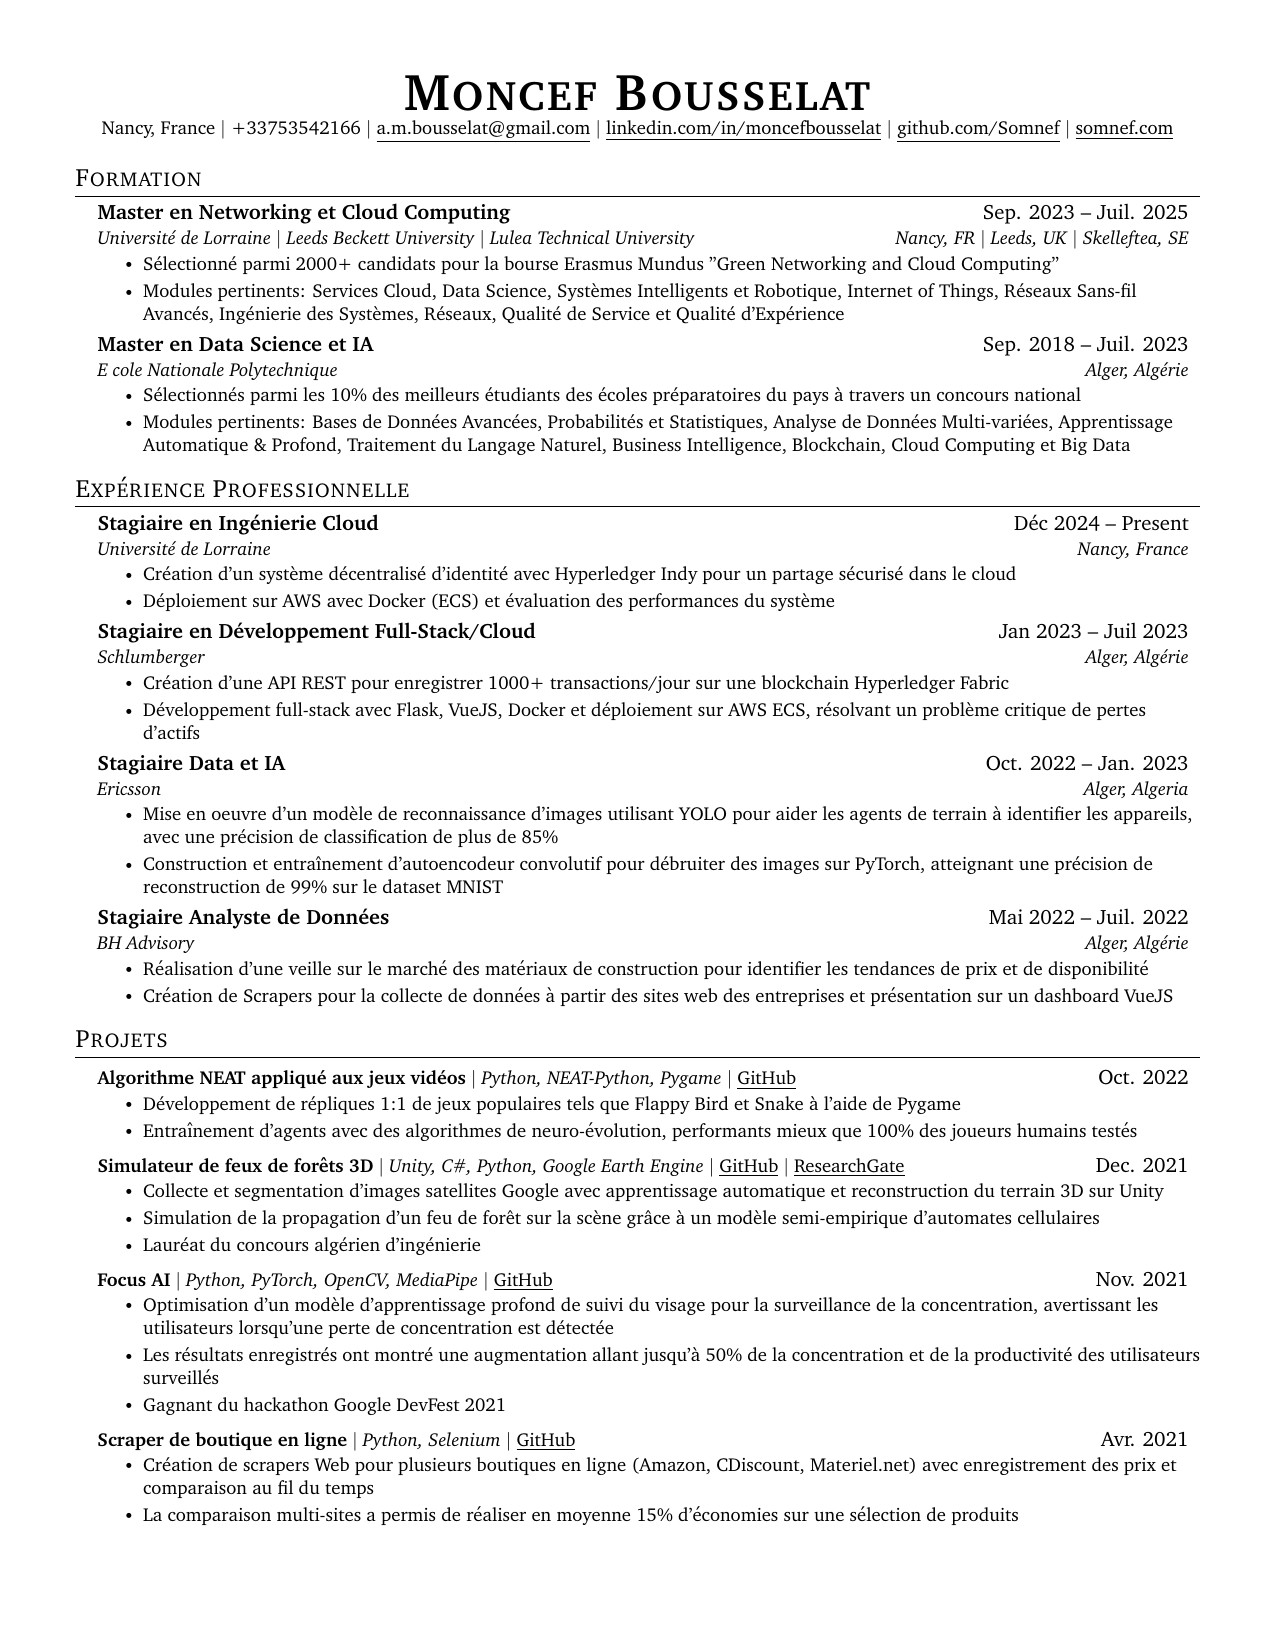 Moncef Bousselat
Nancy, France | +33753542166 | a.m.bousselat@gmail.com | linkedin.com/in/moncefbousselat | github.com/Somnef | somnef.com
Formation
Master en Networking et Cloud Computing Sep. 2023 – Juil. 2025
Université de Lorraine | Leeds Beckett University | Lulea Technical University Nancy, FR | Leeds, UK | Skelleftea, SE
• Sélectionné parmi 2000+ candidats pour la bourse Erasmus Mundus ”Green Networking and Cloud Computing”
• Modules pertinents: Services Cloud, Data Science, Systèmes Intelligents et Robotique, Internet of Things, Réseaux Sans-fil
Avancés, Ingénierie des Systèmes, Réseaux, Qualité de Service et Qualité d’Expérience
Master en Data Science et IA Sep. 2018 – Juil. 2023
E cole Nationale Polytechnique Alger, Algérie
• Sélectionnés parmi les 10% des meilleurs étudiants des écoles préparatoires du pays à travers un concours national
• Modules pertinents: Bases de Données Avancées, Probabilités et Statistiques, Analyse de Données Multi-variées, Apprentissage
Automatique & Profond, Traitement du Langage Naturel, Business Intelligence, Blockchain, Cloud Computing et Big Data
Expérience Professionnelle
Stagiaire en Ingénierie Cloud Déc 2024 – Present
Université de Lorraine Nancy, France
• Création d’un système décentralisé d’identité avec Hyperledger Indy pour un partage sécurisé dans le cloud
• Déploiement sur AWS avec Docker (ECS) et évaluation des performances du système
Stagiaire en Développement Full-Stack/Cloud Jan 2023 – Juil 2023
Schlumberger Alger, Algérie
• Création d’une API REST pour enregistrer 1000+ transactions/jour sur une blockchain Hyperledger Fabric
• Développement full-stack avec Flask, VueJS, Docker et déploiement sur AWS ECS, résolvant un problème critique de pertes
d’actifs
Stagiaire Data et IA Oct. 2022 – Jan. 2023
Ericsson Alger, Algeria
• Mise en oeuvre d’un modèle de reconnaissance d’images utilisant YOLO pour aider les agents de terrain à identifier les appareils,
avec une précision de classification de plus de 85%
• Construction et entraînement d’autoencodeur convolutif pour débruiter des images sur PyTorch, atteignant une précision de
reconstruction de 99% sur le dataset MNIST
Stagiaire Analyste de Données Mai 2022 – Juil. 2022
BH Advisory Alger, Algérie
• Réalisation d’une veille sur le marché des matériaux de construction pour identifier les tendances de prix et de disponibilité
• Création de Scrapers pour la collecte de données à partir des sites web des entreprises et présentation sur un dashboard VueJS
Projets
Algorithme NEAT appliqué aux jeux vidéos | Python, NEAT-Python, Pygame | GitHub Oct. 2022
• Développement de répliques 1:1 de jeux populaires tels que Flappy Bird et Snake à l’aide de Pygame
• Entraînement d’agents avec des algorithmes de neuro-évolution, performants mieux que 100% des joueurs humains testés
Simulateur de feux de forêts 3D | Unity, C#, Python, Google Earth Engine | GitHub | ResearchGate Dec. 2021
• Collecte et segmentation d’images satellites Google avec apprentissage automatique et reconstruction du terrain 3D sur Unity
• Simulation de la propagation d’un feu de forêt sur la scène grâce à un modèle semi-empirique d’automates cellulaires
• Lauréat du concours algérien d’ingénierie
Focus AI | Python, PyTorch, OpenCV, MediaPipe | GitHub Nov. 2021
• Optimisation d’un modèle d’apprentissage profond de suivi du visage pour la surveillance de la concentration, avertissant les
utilisateurs lorsqu’une perte de concentration est détectée
• Les résultats enregistrés ont montré une augmentation allant jusqu’à 50% de la concentration et de la productivité des utilisateurs
surveillés
• Gagnant du hackathon Google DevFest 2021
Scraper de boutique en ligne | Python, Selenium | GitHub Avr. 2021
• Création de scrapers Web pour plusieurs boutiques en ligne (Amazon, CDiscount, Materiel.net) avec enregistrement des prix et
comparaison au fil du temps
• La comparaison multi-sites a permis de réaliser en moyenne 15% d’économies sur une sélection de produits